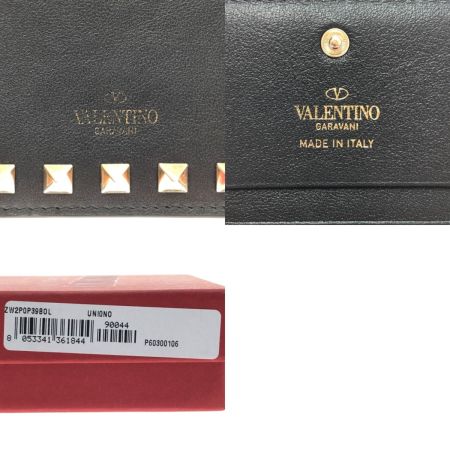 VALENTINO
GARAVANI
VALENTINO
GARAVANI
MADE IN ITALY
ZW2P0P39BOL UNIONO
90044
8 053341 361844
P60300106